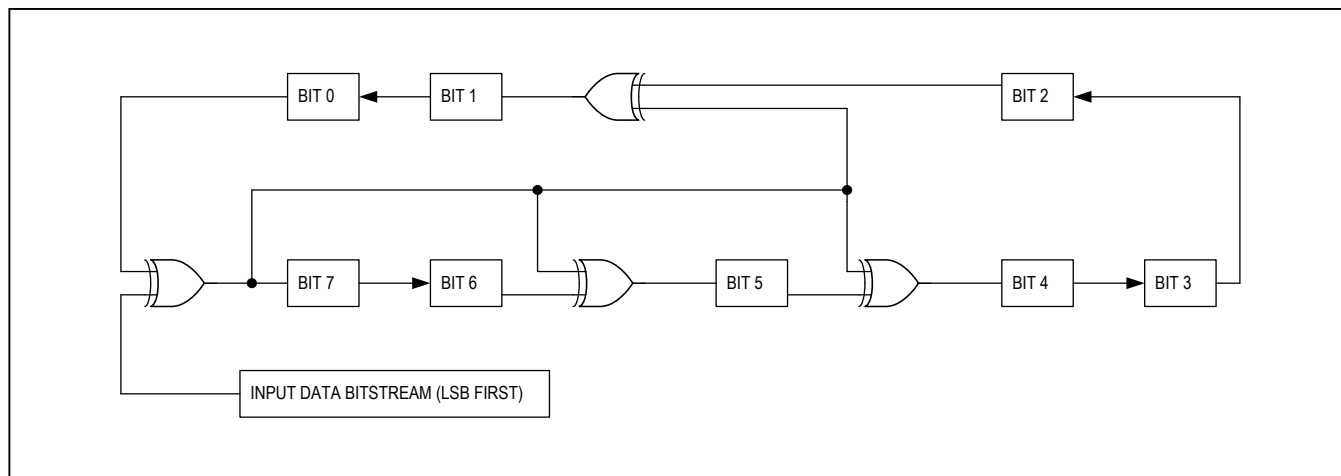 BIT 0
BIT 1
BIT 2
BIT 7
BIT 6
BIT 5
BIT 4
BIT 3
INPUT DATA BITSTREAM (LSB FIRST)